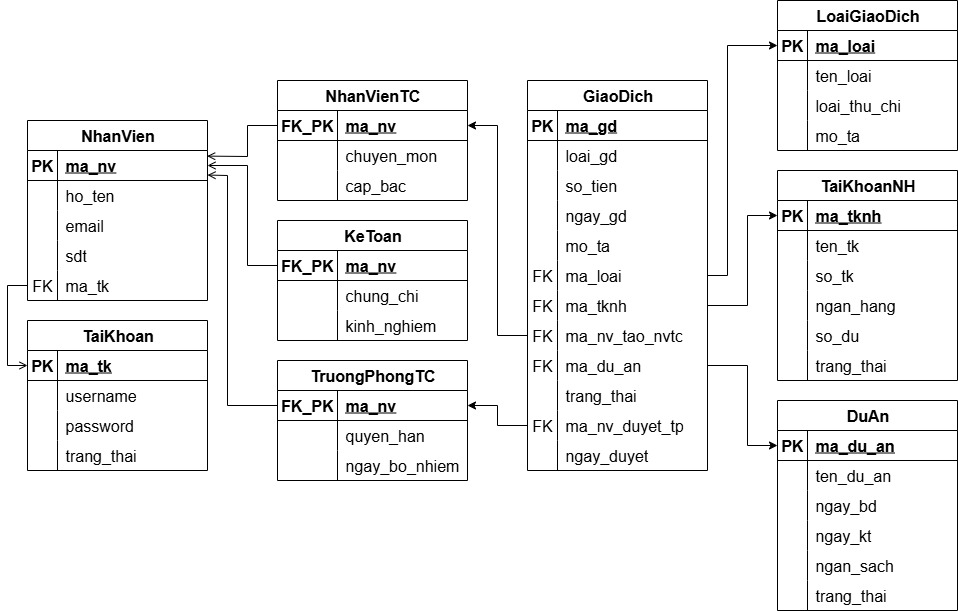 NhanVien
PK ma_nv
ho_ten
email
sdt
FK ma_tk
TaiKhoan
PK ma_tk
username
password
trang_thai
NhanVienTC
FK_PK ma_nv
chuyen_mon
cap_bac
KeToan
FK_PK ma_nv
chung_chi
kinh_nghiem
TruongPhongTC
FK_PK ma_nv
quyen_han
ngay_bo_nhiem
GiaoDich
PK ma_gd
loai_gd
so_tien
ngay_gd
mo_ta
FK ma_loai
FK ma_tknh
FK ma_nv_tao_nvtc
FK ma_du_an
trang_thai
FK ma_nv_duyet_tp
ngay_duyet
LoaiGiaoDich
PK ma_loai
ten_loai
loai_thu_chi
mo_ta
TaiKhoanNH
PK ma_tknh
ten_tk
so_tk
ngan_hang
so_du
trang_thai
DuAn
PK ma_du_an
ten_du_an
ngay_bd
ngay_kt
ngan_sach
trang_thai